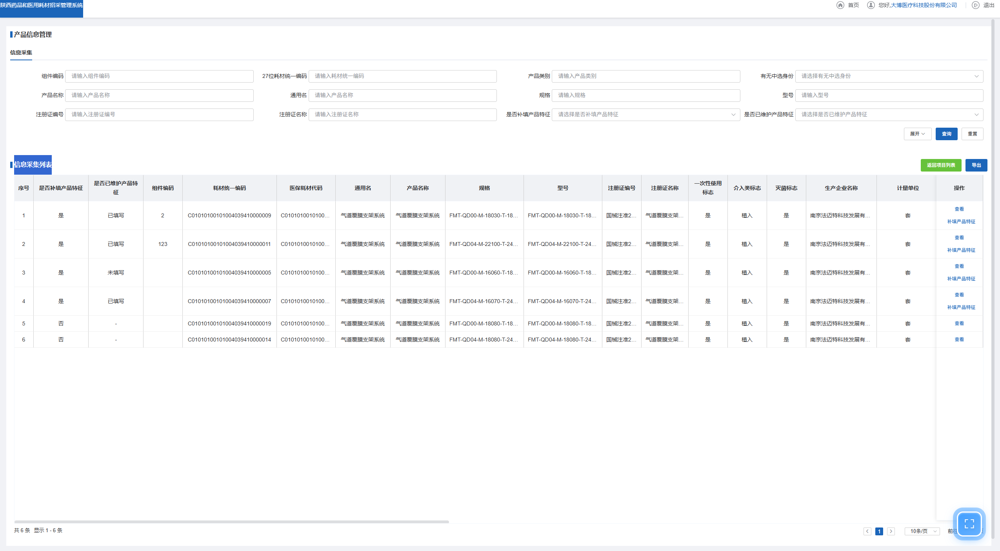 陕西药品和医用耗材招采管理系统
首页 您好,大博医疗科技股份有限公司 退出
产品信息管理
信息采集
组件编码 请输入组件编码 27位耗材统一编码 请输入耗材统一编码 产品类别 请输入产品类别 有无中选身份 请选择有无中选身份
产品名称 请输入产品名称 通用名 请输入产品名称 规格 请输入规格 型号 请输入型号
注册证编号 请输入注册证编号 注册证名称 请输入注册证名称 是否补填产品特征 请选择是否补填产品特征 是否已维护产品特征 请选择是否已维护产品特征
展开 查询 重置
信息采集列表 返回项目列表 导出
序号 是否补填产品特征 是否已维护产品特征 组件编码 耗材统一编码 医保耗材代码 通用名 产品名称 规格 型号 注册证编号 注册证名称 一次性使用标志 介入类标志 灭菌标志 生产企业名称 计量单位 操作
1 是 已填写 2 C01010100101004039410000009 C0101010010100... 气道覆膜支架系统 气道覆膜支架系统 FMT-QD00-M-18030-T-18... FMT-QD00-M-18030-T-18... 国械注准2... 气道覆膜支架... 是 植入 是 南京法迈特科技发展有... 套 查看 补填产品特征
2 是 已填写 123 C01010100101004039410000011 C0101010010100... 气道覆膜支架系统 气道覆膜支架系统 FMT-QD04-M-22100-T-24... FMT-QD04-M-22100-T-24... 国械注准2... 气道覆膜支架... 是 植入 是 南京法迈特科技发展有... 套 查看 补填产品特征
3 是 未填写 C01010100101004039410000005 C0101010010100... 气道覆膜支架系统 气道覆膜支架系统 FMT-QD00-M-16060-T-18... FMT-QD00-M-16060-T-18... 国械注准2... 气道覆膜支架... 是 植入 是 南京法迈特科技发展有... 套 查看 补填产品特征
4 是 已填写 C01010100101004039410000007 C0101010010100... 气道覆膜支架系统 气道覆膜支架系统 FMT-QD04-M-16070-T-24... FMT-QD04-M-16070-T-24... 国械注准2... 气道覆膜支架... 是 植入 是 南京法迈特科技发展有... 套 查看 补填产品特征
5 否 - C01010100101004039410000019 C0101010010100... 气道覆膜支架系统 气道覆膜支架系统 FMT-QD00-M-18080-T-18... FMT-QD00-M-18080-T-18... 国械注准2... 气道覆膜支架... 是 植入 是 南京法迈特科技发展有... 套 查看
6 否 - C01010100101004039410000014 C0101010010100... 气道覆膜支架系统 气道覆膜支架系统 FMT-QD04-M-18080-T-24... FMT-QD04-M-18080-T-24... 国械注准2... 气道覆膜支架... 是 植入 是 南京法迈特科技发展有... 套 查看
共 6 条 显示 1 - 6 条 1 10条/页 前往